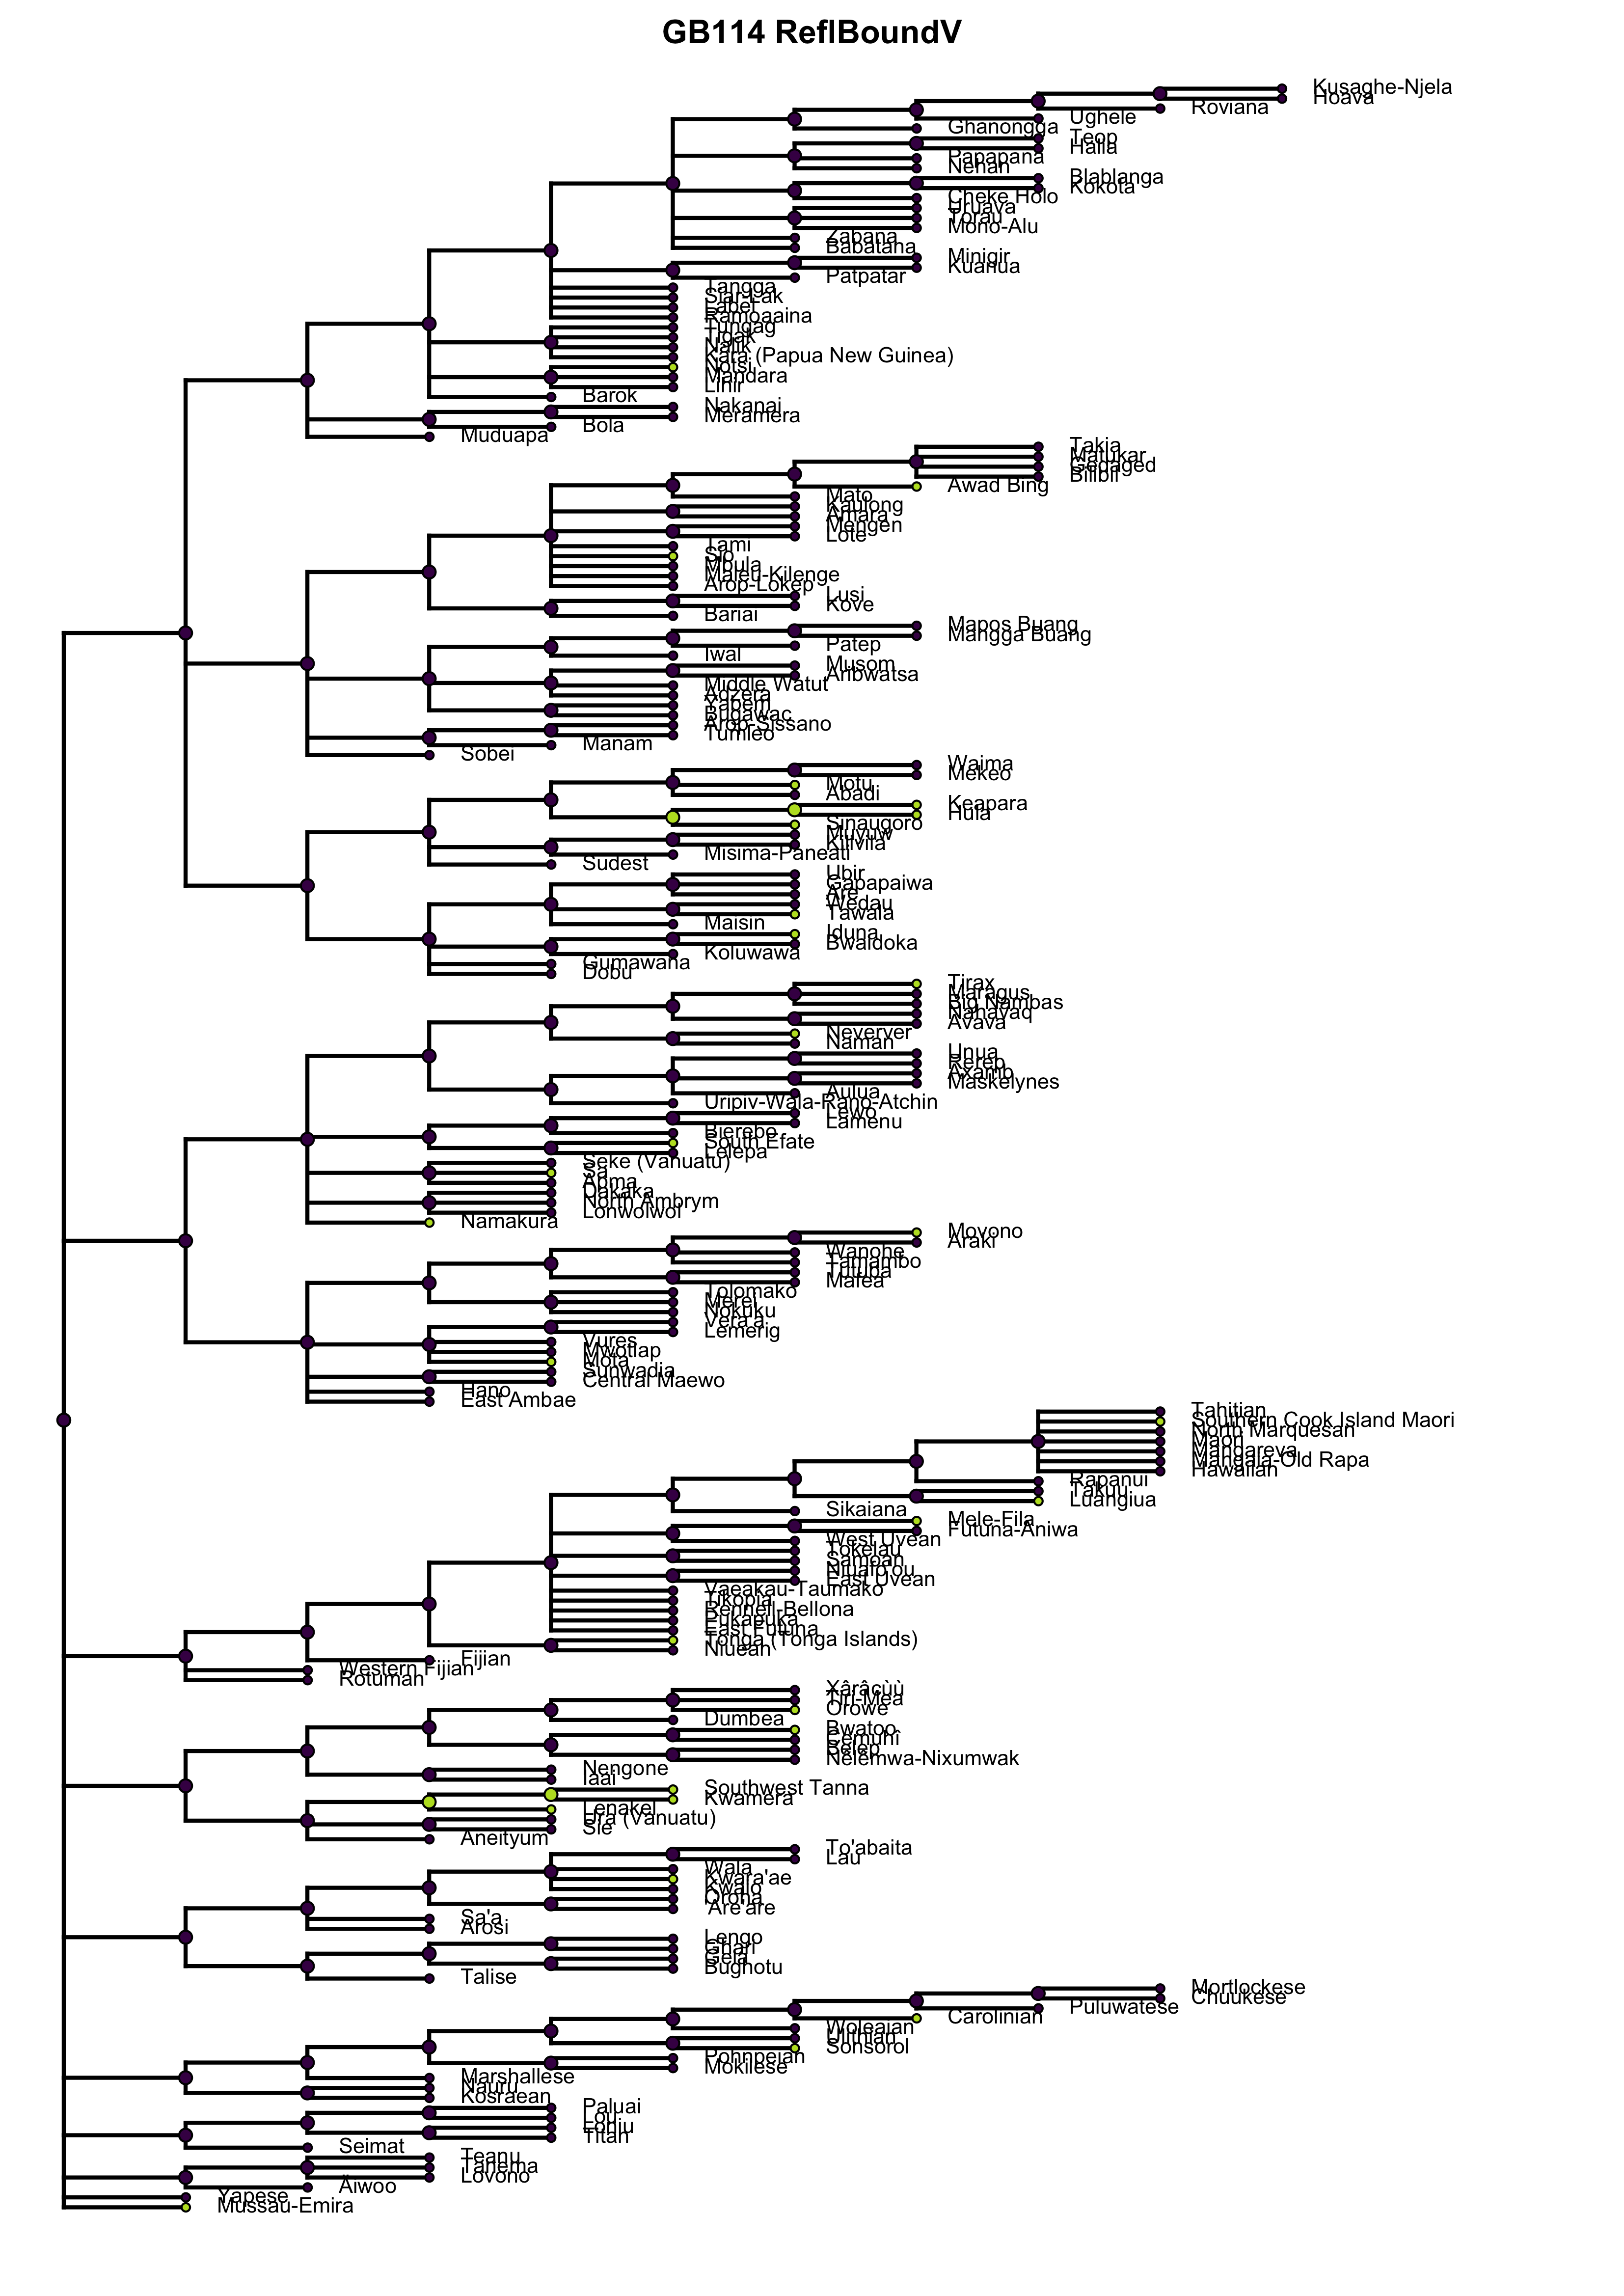 GB114 ReflBoundV
Kusaghe-Njela
Hoava
Roviana
Ughele
Ghanongga
Teop
Halia
Papapana
Nehan
Blablanga
Kokota
Cheke Holo
Uruava
Torau
Mono-Alu
Zabana
Babatana
Minigir
Kuanua
Patpatar
Tangga
Siar-Lak
Label
Ramoaaina
Tungag
Tigak
Nalik
Kara (Papua New Guinea)
Notsi
Mandara
Lihir
Barok
Nakanai
Meramera
Bola
Muduapa
Takia
Matukar
Gedaged
Bilibil
Awad Bing
Mato
Kaulong
Amara
Mengen
Lote
Tami
Sio
Mbula
Maleu-Kilenge
Arop-Lokep
Lusi
Kove
Bariai
Mapos Buang
Mangga Buang
Patep
Iwal
Musom
Aribwatsa
Middle Watut
Adzera
Yabem
Bugawac
Arop-Sissano
Tumleo
Manam
Sobei
Waima
Mekeo
Motu
Abadi
Keapara
Hula
Sinaugoro
Muyuw
Kilivila
Misima-Paneati
Sudest
Ubir
Gapapaiwa
Are
Wedau
Tawala
Maisin
Iduna
Bwaidoka
Koluwawa
Gumawana
Dobu
Tirax
Maragus
Big Nambas
Nahavaq
Avava
Neverver
Naman
Unua
Rerep
Axamb
Maskelynes
Aulua
Uripiv-Wala-Rano-Atchin
Lewo
Lamenu
Bierebo
South Efate
Lelepa
Seke (Vanuatu)
Sa
Apma
Dakaka
North Ambrym
Lonwolwol
Namakura
Movono
Araki
Wanohe
Tamambo
Tutuba
Mafea
Tolomako
Merei
Nokuku
Vera'a
Lemerig
Vures
Mwotlap
Mota
Sunwadia
Central Maewo
Hano
East Ambae
Tahitian
Southern Cook Island Maori
North Marquesan
Maori
Mangareva
Mangaia-Old Rapa
Hawaiian
Rapanui
Takuu
Luangiua
Sikaiana
Mele-Fila
Futuna-Aniwa
West Uvean
Tokelau
Samoan
Niuafo'ou
East Uvean
Vaeakau-Taumako
Tikopia
Rennell-Bellona
Pukapuka
East Futuna
Tonga (Tonga Islands)
Niuean
Fijian
Western Fijian
Rotuman
Xârâcùù
Tiri-Mea
Orowe
Dumbea
Bwatoo
Cemuhî
Belep
Nelemwa-Nixumwak
Nengone
Iaai
Southwest Tanna
Kwamera
Lenakel
Ura (Vanuatu)
Sie
Aneityum
To'abaita
Lau
Wala
Kwara'ae
Kwaio
Oroha
'Are'are
Sa'a
Arosi
Lengo
Ghari
Gela
Bughotu
Talise
Mortlockese
Chuukese
Puluwatese
Carolinian
Woleaian
Ulithian
Sonsorol
Pohnpeian
Mokilese
Marshallese
Nauru
Kosraean
Paluai
Lou
Loniu
Titan
Seimat
Teanu
Tanema
Lovono
Äiwoo
Yapese
Mussau-Emira